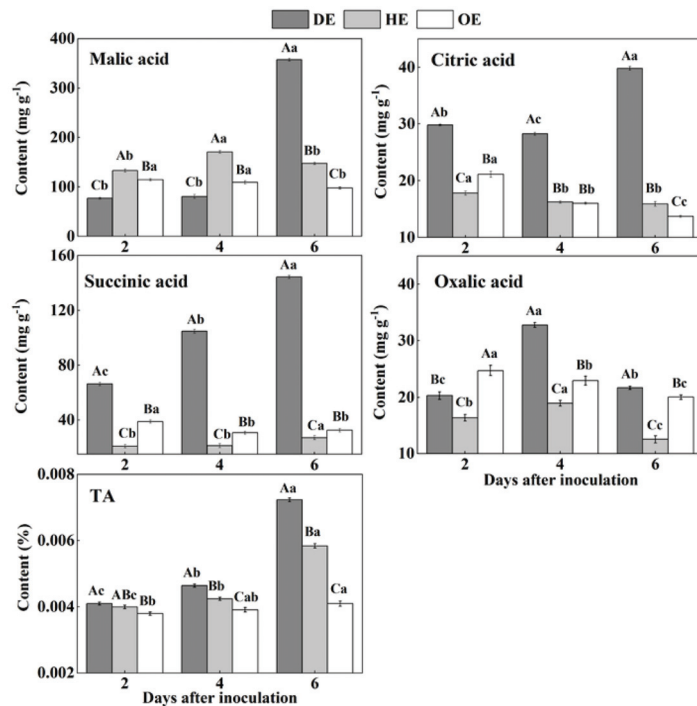 DE HE OE
Malic acid
Content (mg g-1)
400
300
200
100
0
Cb Ab Ba
Cb Aa Ba
Aa Bb Cb
2 4 6
Citric acid
Content (mg g-1)
40
30
20
10
Ab Ca Ba
Ac Bb Bb
Aa Bb Cc
2 4 6
Succinic acid
Content (mg g-1)
160
120
80
40
Ac Cb Ba
Ab Cb Bb
Aa Ca Bb
2 4 6
Oxalic acid
Content (mg g-1)
40
30
20
10
Bc Cb Aa
Aa Ca Bb
Ab Cc Bc
2 4 6
Days after inoculation
TA
Content (%)
0.008
0.006
0.004
0.002
Ac ABc Bb
Ab Bb Cab
Aa Ba Ca
2 4 6
Days after inoculation